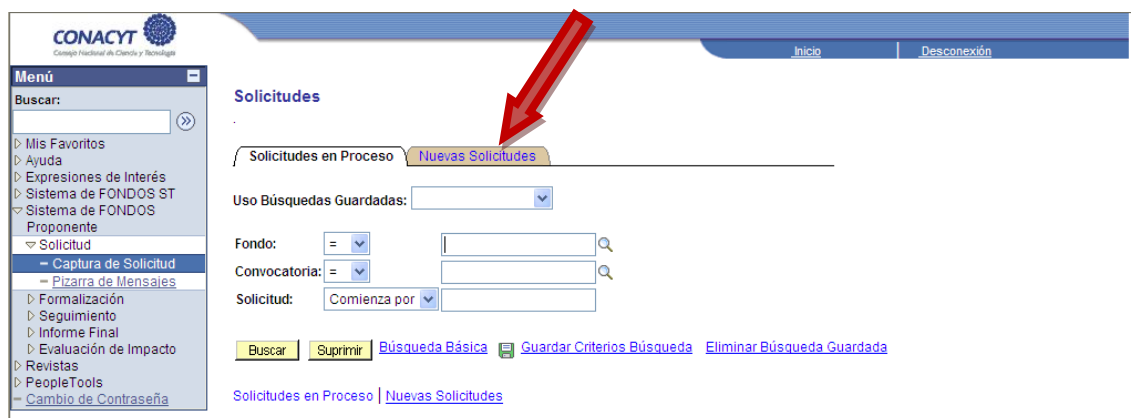 CONACYT
Consejo Nacional de Ciencia y Tecnología
Inicio
Desconexión
Menú
Buscar:
Mis Favoritos
Ayuda
Expresiones de Interés
Sistema de FONDOS ST
Sistema de FONDOS
Proponente
Solicitud
Captura de Solicitud
Pizarra de Mensajes
Formalización
Seguimiento
Informe Final
Evaluación de Impacto
Revistas
PeopleTools
Cambio de Contraseña
Solicitudes
.
Solicitudes en Proceso Nuevas Solicitudes
Uso Búsquedas Guardadas:
Fondo: =
Convocatoria: =
Solicitud: Comienza por
Buscar Suprimir Búsqueda Básica Guardar Criterios Búsqueda Eliminar Búsqueda Guardada
Solicitudes en Proceso | Nuevas Solicitudes